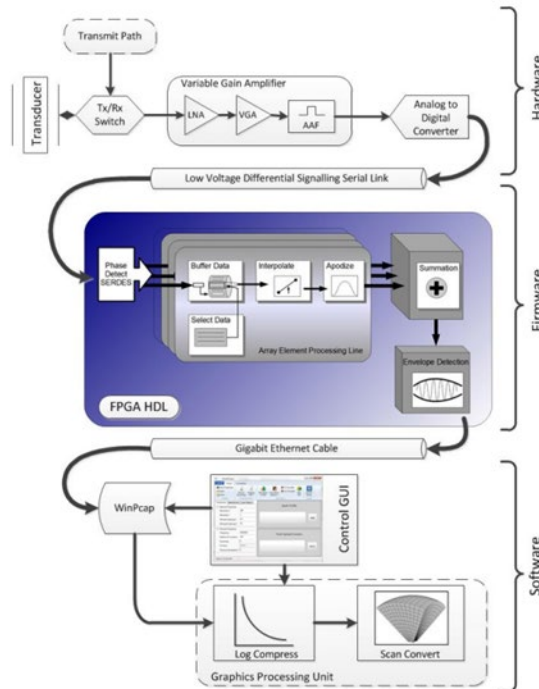 Transmit Path
Hardware
Transducer
Tx/Rx
Switch
Variable Gain Amplifier
LNA
VGA
AAF
Analog to
Digital
Converter
Low Voltage Differential Signalling Serial Link
Firmware
Phase
Detect
SERDES
Buffer Data
Interpolate
Apodize
Select Data
Array Element Processing Line
Summation
Envelope Detection
FPGA HDL
Gigabit Ethernet Cable
Software
WinPcap
Control GUI
Log Compress
Scan Convert
Graphics Processing Unit